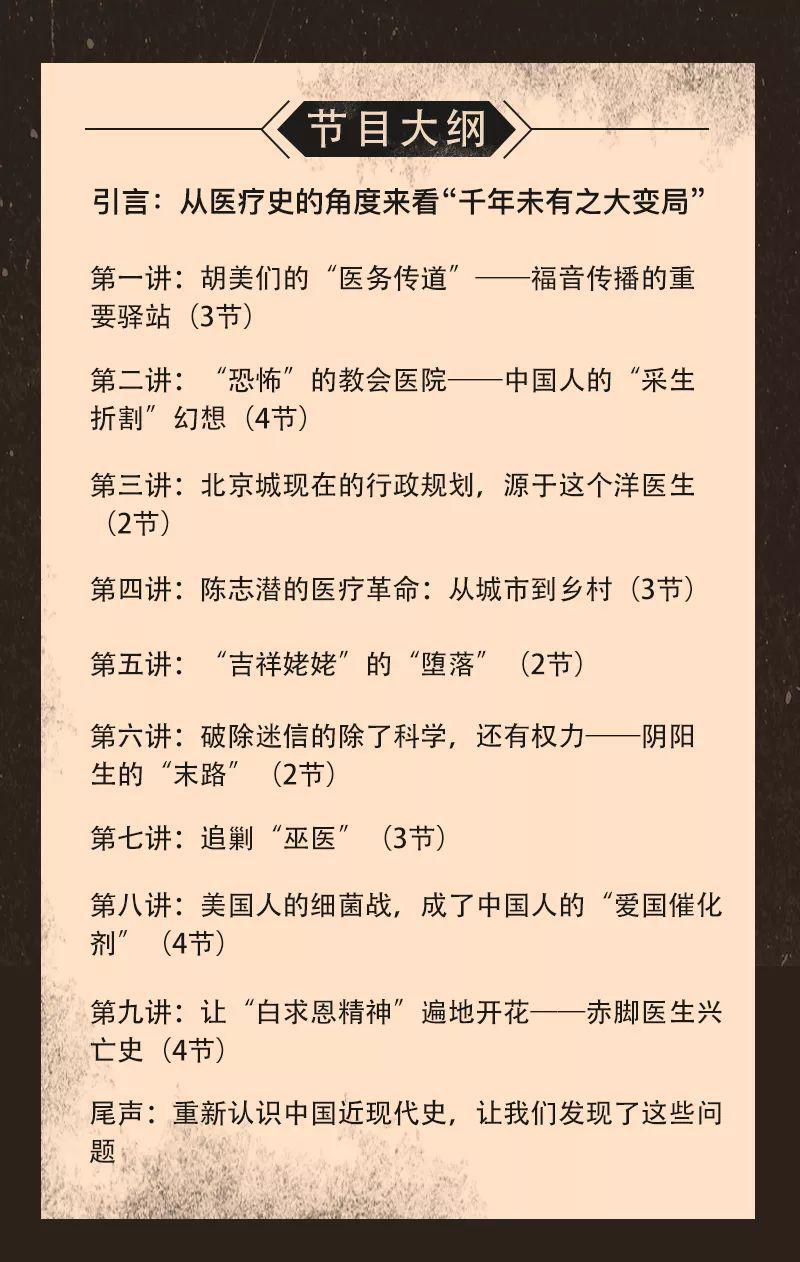 节目大纲
引言：从医疗史的角度来看“千年未有之大变局”
第一讲：胡美们的“医务传道”——福音传播的重
要驿站（3节）
第二讲：“恐怖”的教会医院——中国人的“采生
折割”幻想（4节）
第三讲：北京城现在的行政规划，源于这个洋医生
（2节）
第四讲：陈志潜的医疗革命：从城市到乡村（3节）
第五讲：“吉祥姥姥”的“堕落”（2节）
第六讲：破除迷信的除了科学，还有权力——阴阳
生的“末路”（2节）
第七讲：追剿“巫医”（3节）
第八讲：美国人的细菌战，成了中国人的“爱国催化
剂”（4节）
第九讲：让“白求恩精神”遍地开花——赤脚医生兴
亡史（4节）
尾声：重新认识中国近现代史，让我们发现了这些问
题